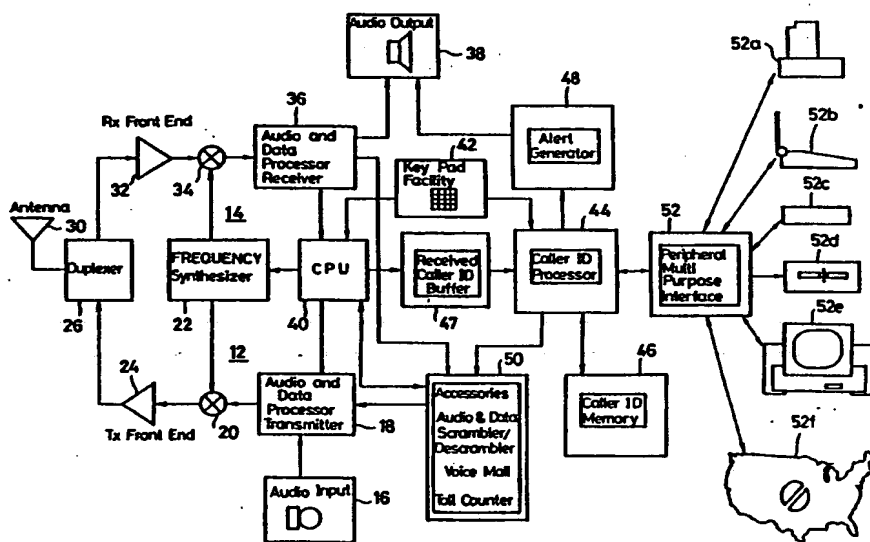 Audio Output
38
52a
36
48
Rx Front End
Audio and
Data
Processor
Receiver
42
Alert
Generator
52b
Key Pad
Facility
32
34
44
52
52c
Antenna
30
14
52d
Duplexer
FREQUENCY
Synthesizer
CPU
Received
Caller ID
Buffer
Caller ID
Processor
Peripheral
Multi
Purpose
Interface
52e
26
22
40
47
12
50
46
24
Audio and
Data
Processor
Transmitter
Accessories
Audio & Data
Scrambler/
Descrambler
Voice Mail
Toll Counter
Caller ID
Memory
Tx Front End
20
18
52f
Audio Input
16